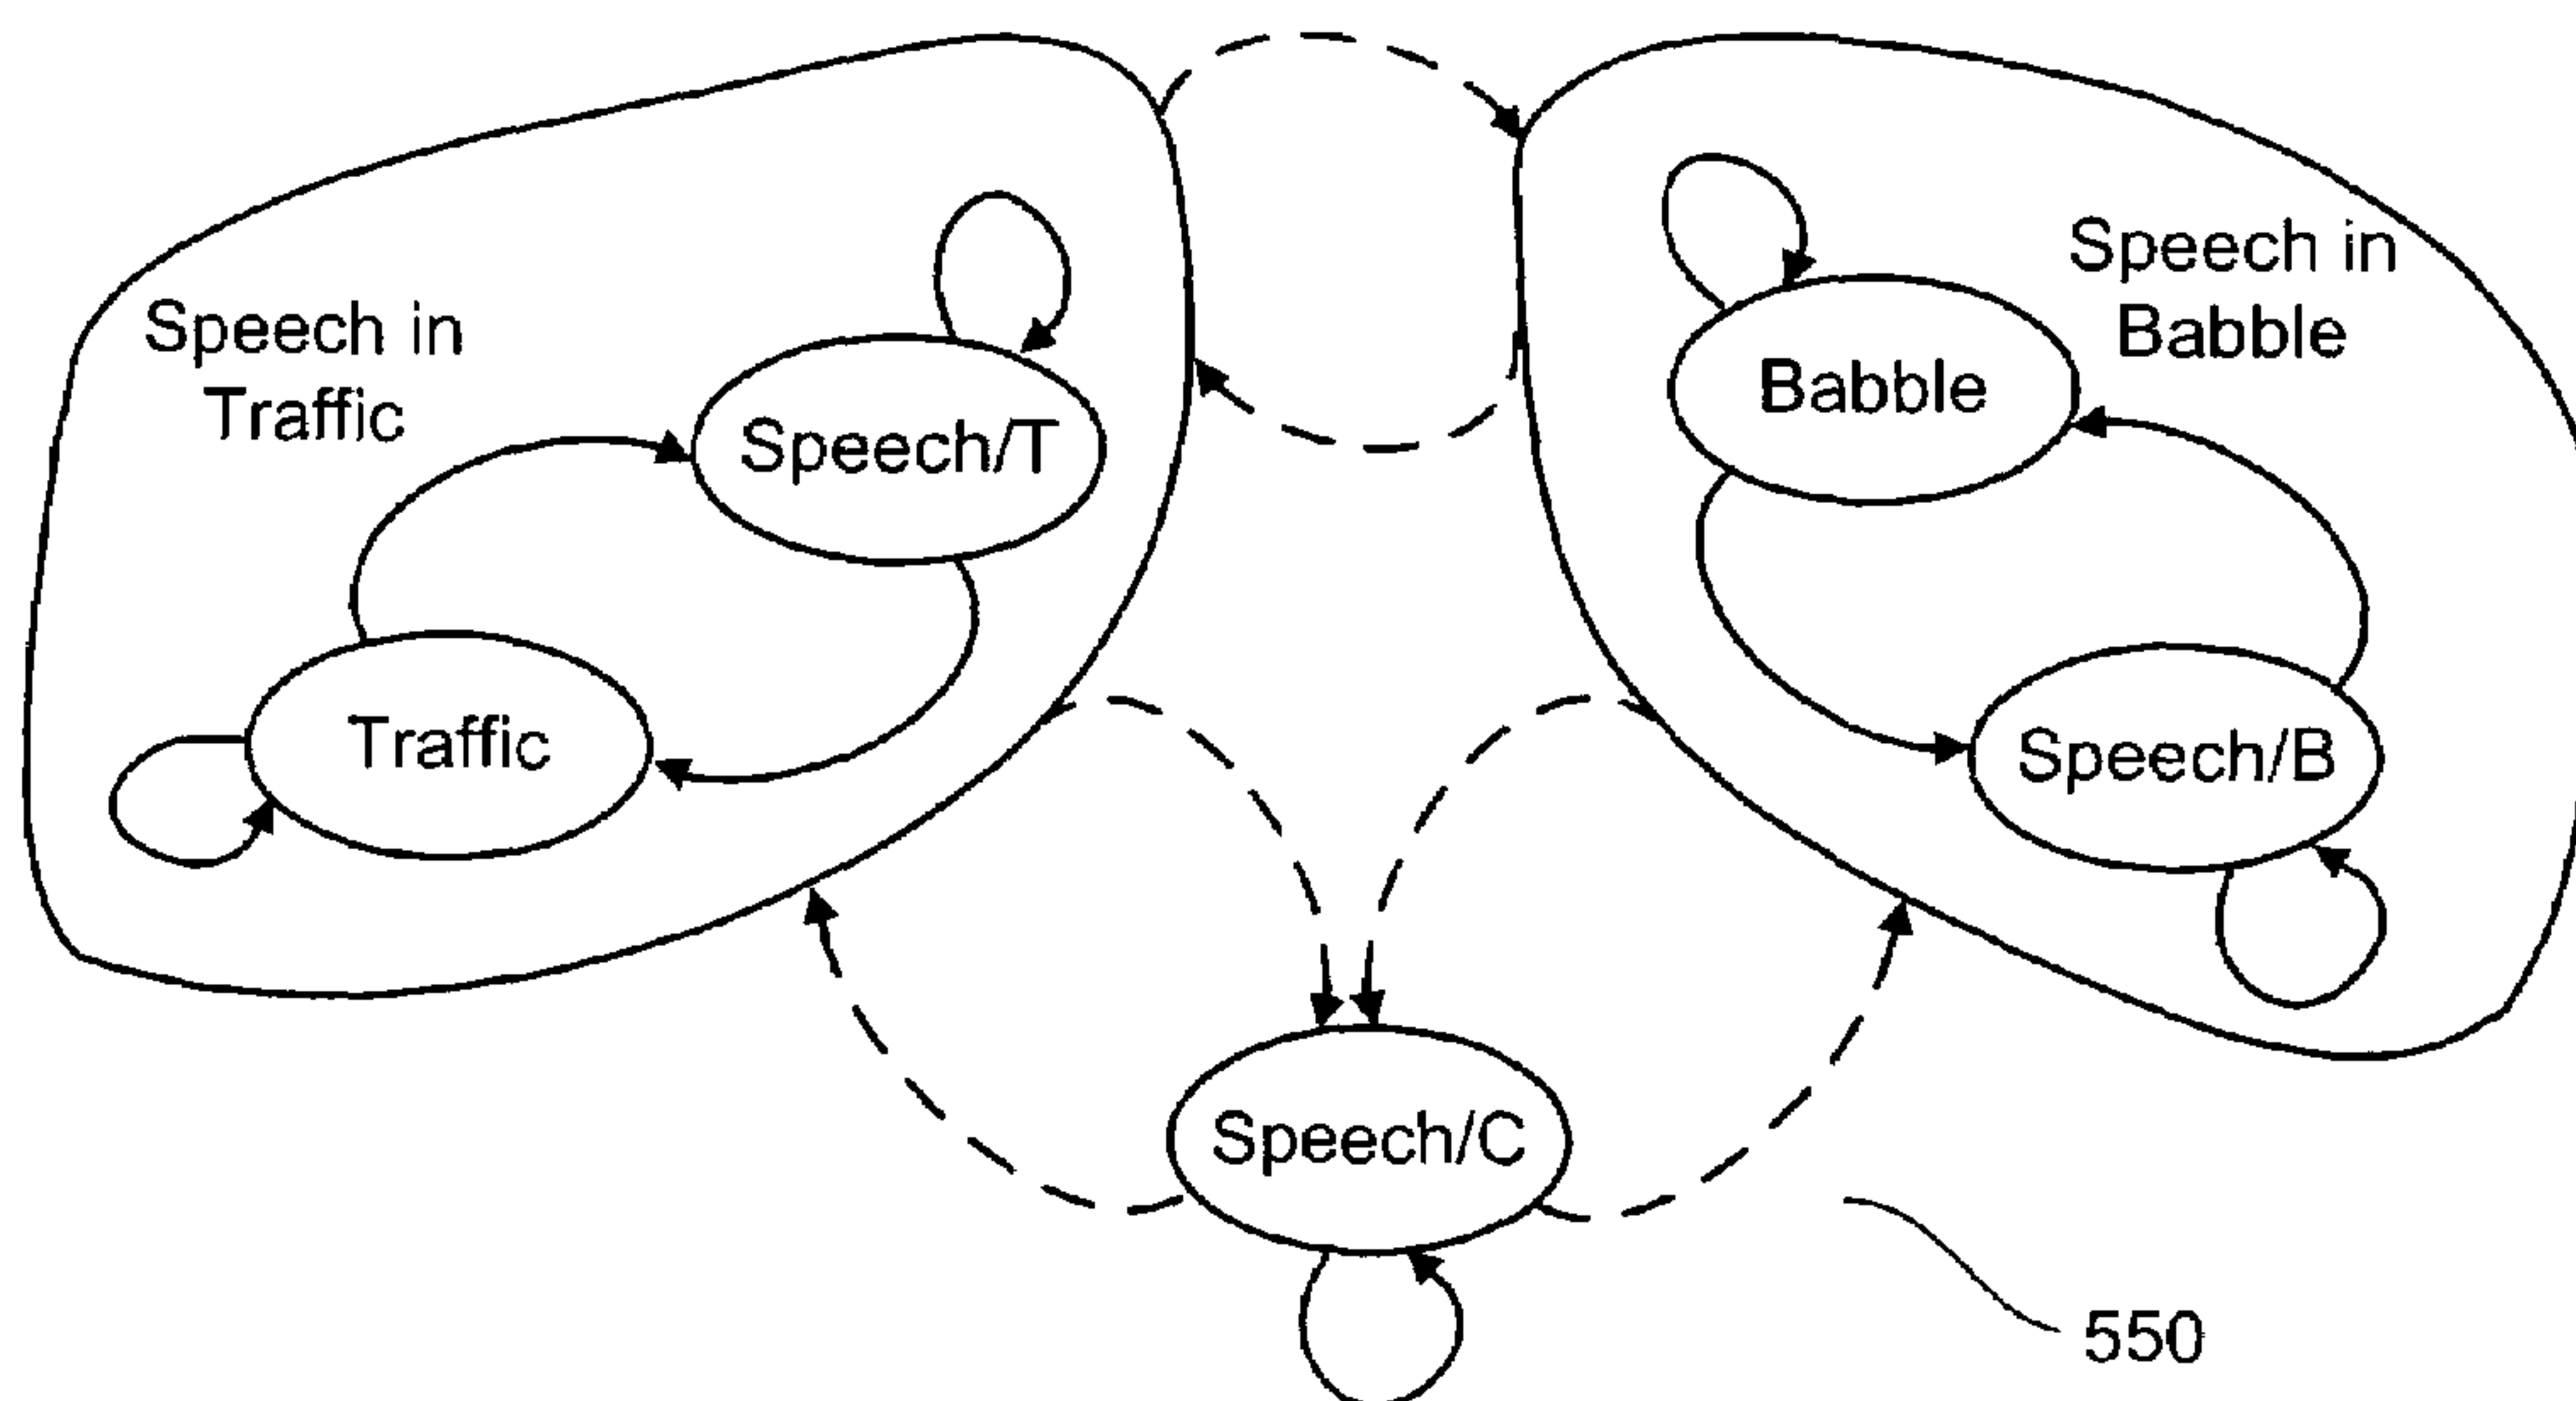 Speech in
Traffic
Speech/T
Traffic
Speech in
Babble
Babble
Speech/B
Speech/C
550